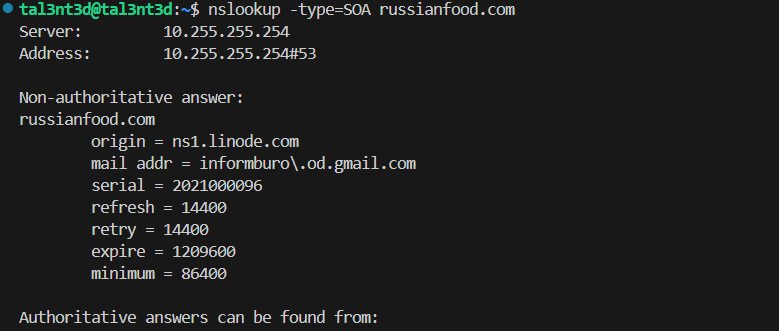 tal3nt3d@tal3nt3d:~$ nslookup -type=SOA russianfood.com
Server:         10.255.255.254
Address:        10.255.255.254#53

Non-authoritative answer:
russianfood.com
        origin = ns1.linode.com
        mail addr = informburo\.od.gmail.com
        serial = 2021000096
        refresh = 14400
        retry = 14400
        expire = 1209600
        minimum = 86400

Authoritative answers can be found from: